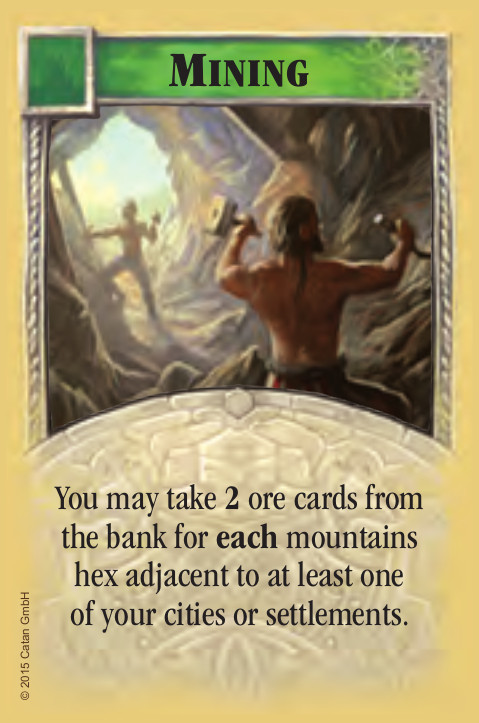 MINING
You may take 2 ore cards from
the bank for each mountains
hex adjacent to at least one
of your cities or settlements.
© 2015 Catan GmbH